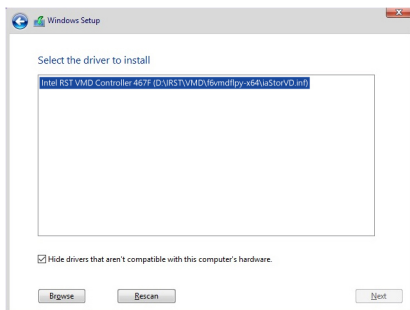 Windows Setup
Select the driver to install
Intel RST VMD Controller 467F (D:\IRST\VMD\f6vmdflpy-x64\iaStorVD.inf)
Hide drivers that aren't compatible with this computer's hardware.
Browse Rescan Next